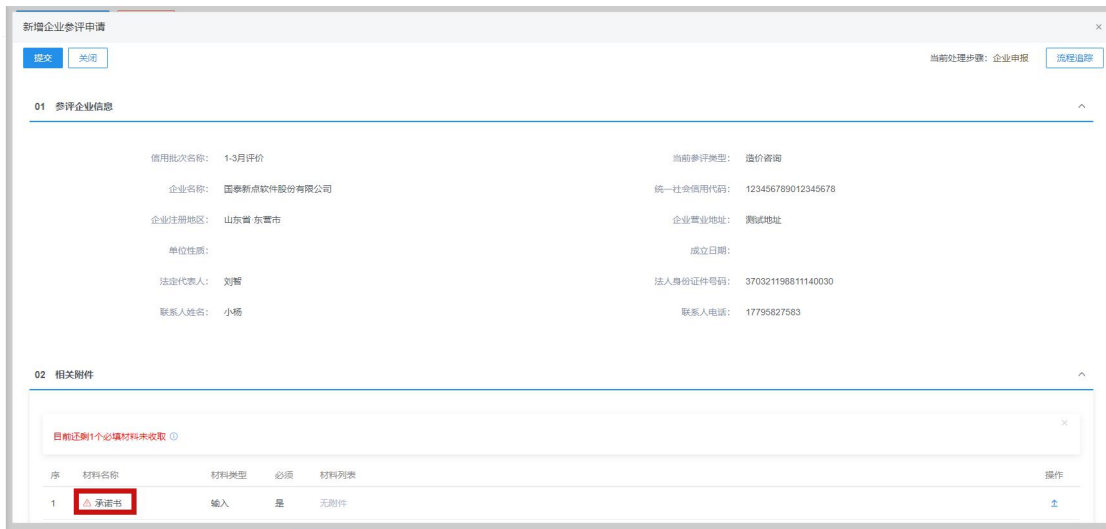 新增企业参评申请 ×
提交 关闭 当前处理步骤：企业申报 流程追踪
01 参评企业信息
信用批次名称： 1-3月评价 当前参评类型： 造价咨询
企业名称： 国泰新点软件股份有限公司 统一社会信用代码： 123456789012345678
企业注册地区： 山东省·东营市 企业营业地址： 测试地址
单位性质： 成立日期：
法定代表人： 刘智 法人身份证件号码： 370321198811140030
联系人姓名： 小杨 联系人电话： 17795827583
02 相关附件
目前还剩1个必填材料未收取
序 材料名称 材料类型 必须 材料列表 操作
1 承诺书 输入 是 无附件